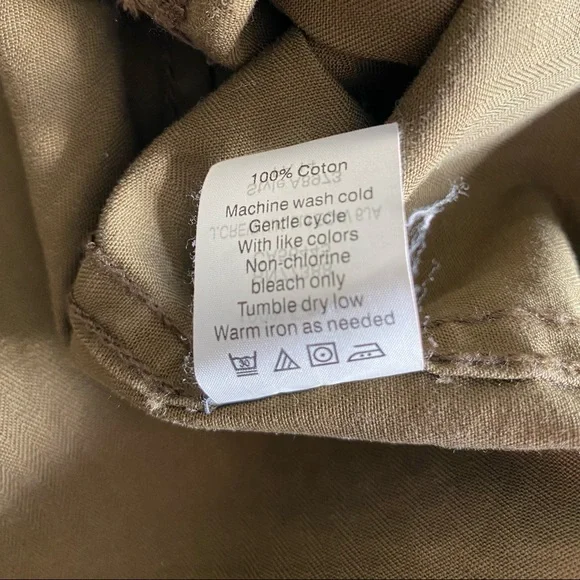 100% Coton
Machine wash cold
Gentle cycle
With like colors
Non-chlorine
bleach only
Tumble dry low
Warm iron as needed
30